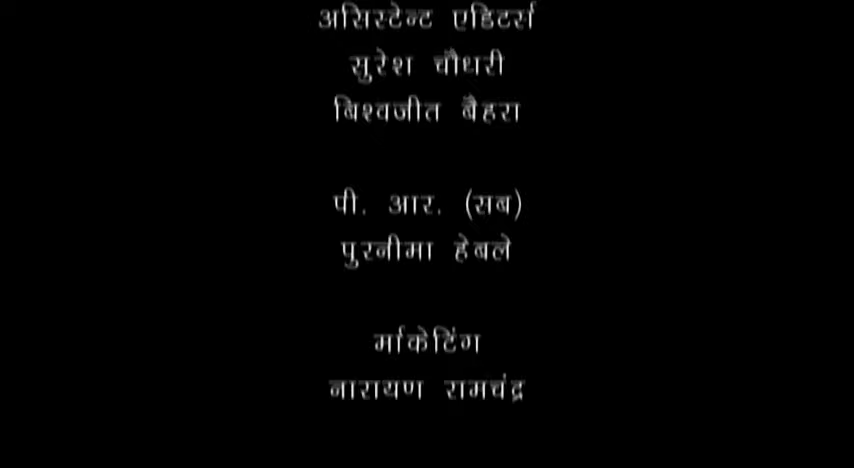 असिस्टेन्ट एडिटर्स
सुरेश चौधरी
बिश्वजीत बैहरा
पी. आर. (सब)
पुरनीमा हेबले
र्माकेटिंग
नारायण रामचंद्र